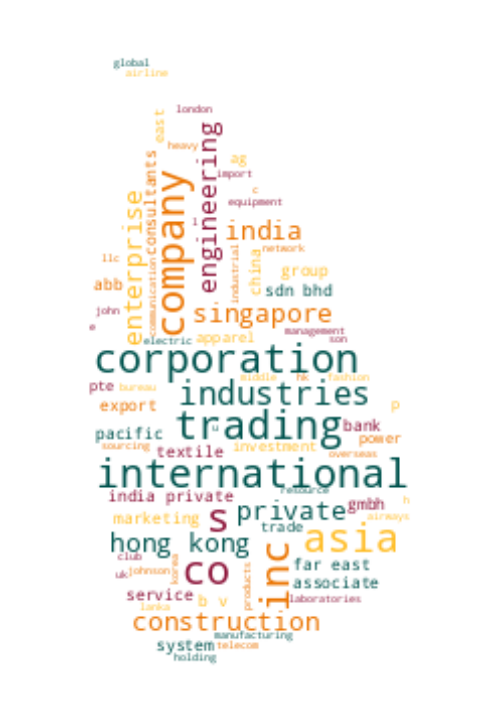 global
airline
london
east
heavy
engineering
consultants
ag
import
company
enterprise
c
equipment
l
india
network
communication
industrial
china
llc
group
abb
sdn bhd
john
singapore
e
management
electric
apparel
son
corporation
middle
hk
fashion
pte
bureau
industries
export
p
trading
u
bank
pacific
power
sourcing
textile
investment
overseas
international
resource
india private
gmbh
h
s
private
marketing
trade
airways
hong kong
asia
club
korea
inc
far east
uk
johnson
co
products
associate
service
laboratories
lanka
b v
construction
manufacturing
system
telecom
holding